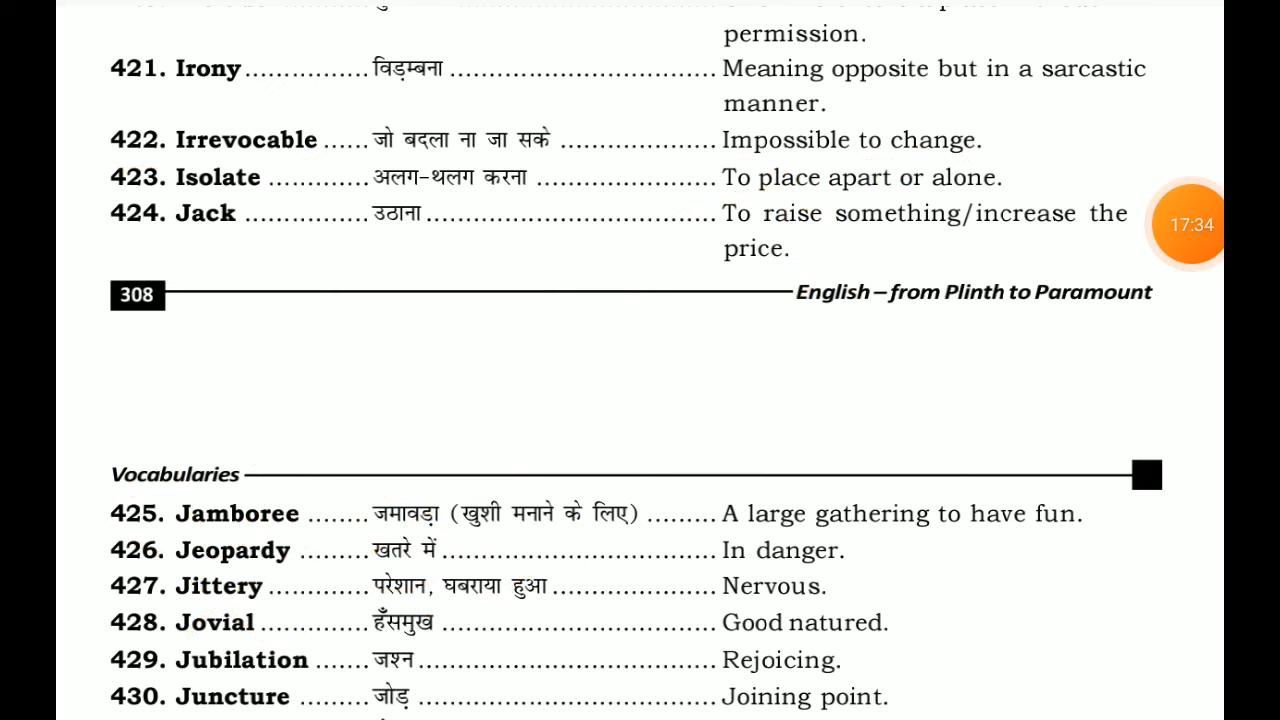 permission.
421. Irony................विड़म्बना .................................. Meaning opposite but in a sarcastic
manner.
422. Irrevocable ...... जो बदला ना जा सके .................... Impossible to change.
423. Isolate ............. अलग-थलग करना ....................... To place apart or alone.
424. Jack ................ उठाना..................................... To raise something/increase the
price.
17:34
308 English – from Plinth to Paramount
Vocabularies
425. Jamboree ........ जमावड़ा (खुशी मनाने के लिए) ......... A large gathering to have fun.
426. Jeopardy ......... खतरे में................................... In danger.
427. Jittery ............. परेशान, घबराया हुआ..................... Nervous.
428. Jovial .............. हँसमुख ................................... Good natured.
429. Jubilation ....... जश्न...................................... Rejoicing.
430. Juncture ......... जोड़ ...................................... Joining point.